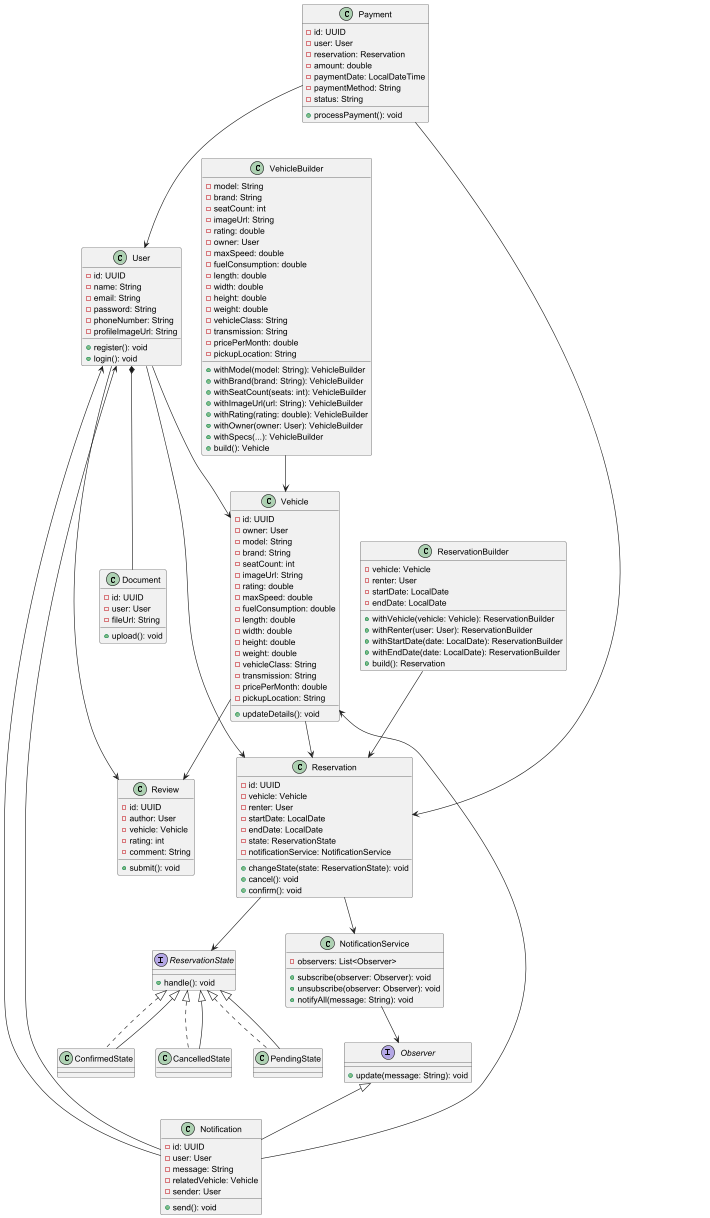 C Payment
id: UUID
user: User
reservation: Reservation
amount: double
paymentDate: LocalDateTime
paymentMethod: String
status: String
processPayment(): void
C VehicleBuilder
model: String
brand: String
seatCount: int
imageUrl: String
rating: double
owner: User
maxSpeed: double
fuelConsumption: double
length: double
width: double
height: double
weight: double
vehicleClass: String
transmission: String
pricePerMonth: double
pickupLocation: String
withModel(model: String): VehicleBuilder
withBrand(brand: String): VehicleBuilder
withSeatCount(seats: int): VehicleBuilder
withImageUrl(url: String): VehicleBuilder
withRating(rating: double): VehicleBuilder
withOwner(owner: User): VehicleBuilder
withSpecs(...): VehicleBuilder
build(): Vehicle
C User
id: UUID
name: String
email: String
password: String
phoneNumber: String
profileImageUrl: String
register(): void
login(): void
C Vehicle
id: UUID
owner: User
model: String
brand: String
seatCount: int
imageUrl: String
rating: double
maxSpeed: double
fuelConsumption: double
length: double
width: double
height: double
weight: double
vehicleClass: String
transmission: String
pricePerMonth: double
pickupLocation: String
updateDetails(): void
C ReservationBuilder
vehicle: Vehicle
renter: User
startDate: LocalDate
endDate: LocalDate
withVehicle(vehicle: Vehicle): ReservationBuilder
withRenter(user: User): ReservationBuilder
withStartDate(date: LocalDate): ReservationBuilder
withEndDate(date: LocalDate): ReservationBuilder
build(): Reservation
C Document
id: UUID
user: User
fileUrl: String
upload(): void
C Reservation
id: UUID
vehicle: Vehicle
renter: User
startDate: LocalDate
endDate: LocalDate
state: ReservationState
notificationService: NotificationService
changeState(state: ReservationState): void
cancel(): void
confirm(): void
C Review
id: UUID
author: User
vehicle: Vehicle
rating: int
comment: String
submit(): void
I ReservationState
handle(): void
C NotificationService
observers: List<Observer>
subscribe(observer: Observer): void
unsubscribe(observer: Observer): void
notifyAll(message: String): void
C ConfirmedState
C CancelledState
C PendingState
I Observer
update(message: String): void
C Notification
id: UUID
user: User
message: String
relatedVehicle: Vehicle
sender: User
send(): void